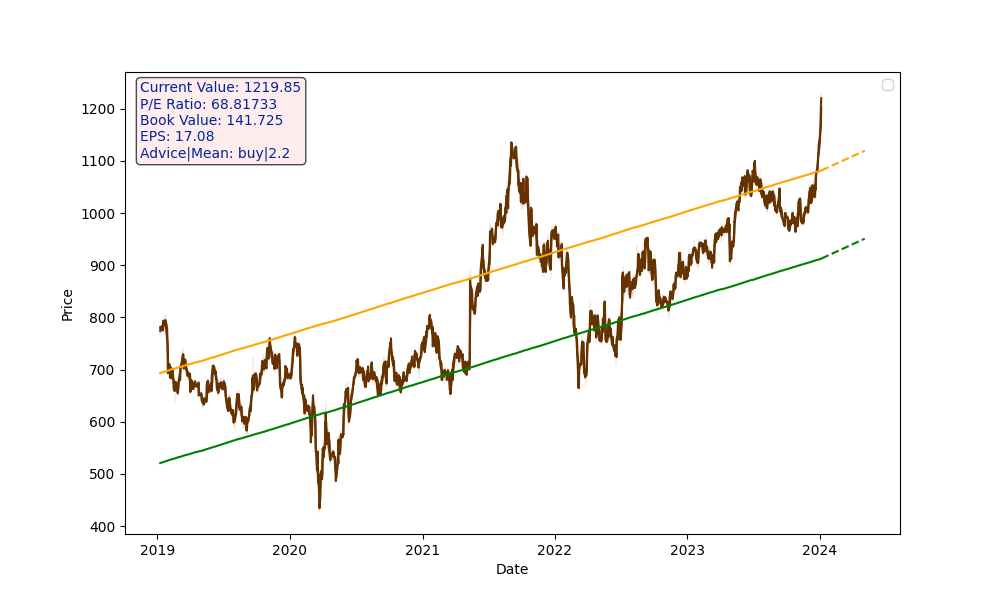 Current Value: 1219.85
P/E Ratio: 68.81733
Book Value: 141.725
EPS: 17.08
Advice|Mean: buy|2.2
Price
1200
1100
1000
900
800
700
600
500
400
2019 2020 2021 2022 2023 2024
Date